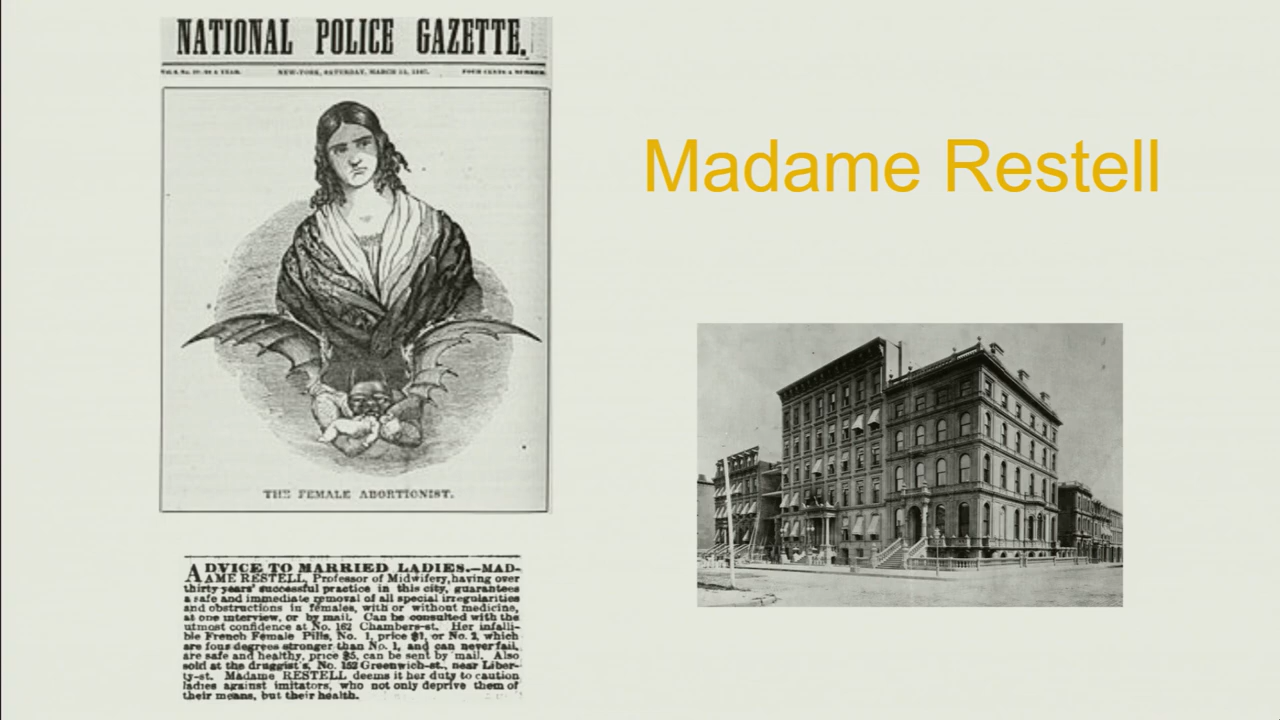 NATIONAL POLICE GAZETTE.
NEW-YORK, SATURDAY, MARCH 13, 1847. FOUR CENTS A NUMBER
THE FEMALE ABORTIONIST.
ADVICE TO MARRIED LADIES.—MAD-
AME RESTELL, Professor of Midwifery, having over
thirty years' successful practice in this city, guarantees
a safe and immediate removal of all special irregularities
and obstructions in females, with or without medicine,
at one interview, or by mail. Can be consulted with the
utmost confidence at No. 162 Chambers-st. Her infalli-
ble French Female Pills, No. 1, price $1, or No. 2, which
are four degrees stronger than No. 1, and can never fail,
are safe and healthy, price $5, can be sent by mail. Also
sold at the druggist's, No. 152 Greenwich-st., near Liber-
ty-st. Madame RESTELL deems it her duty to caution
ladies against imitators, who not only deprive them of
their means, but their health.
Madame Restell